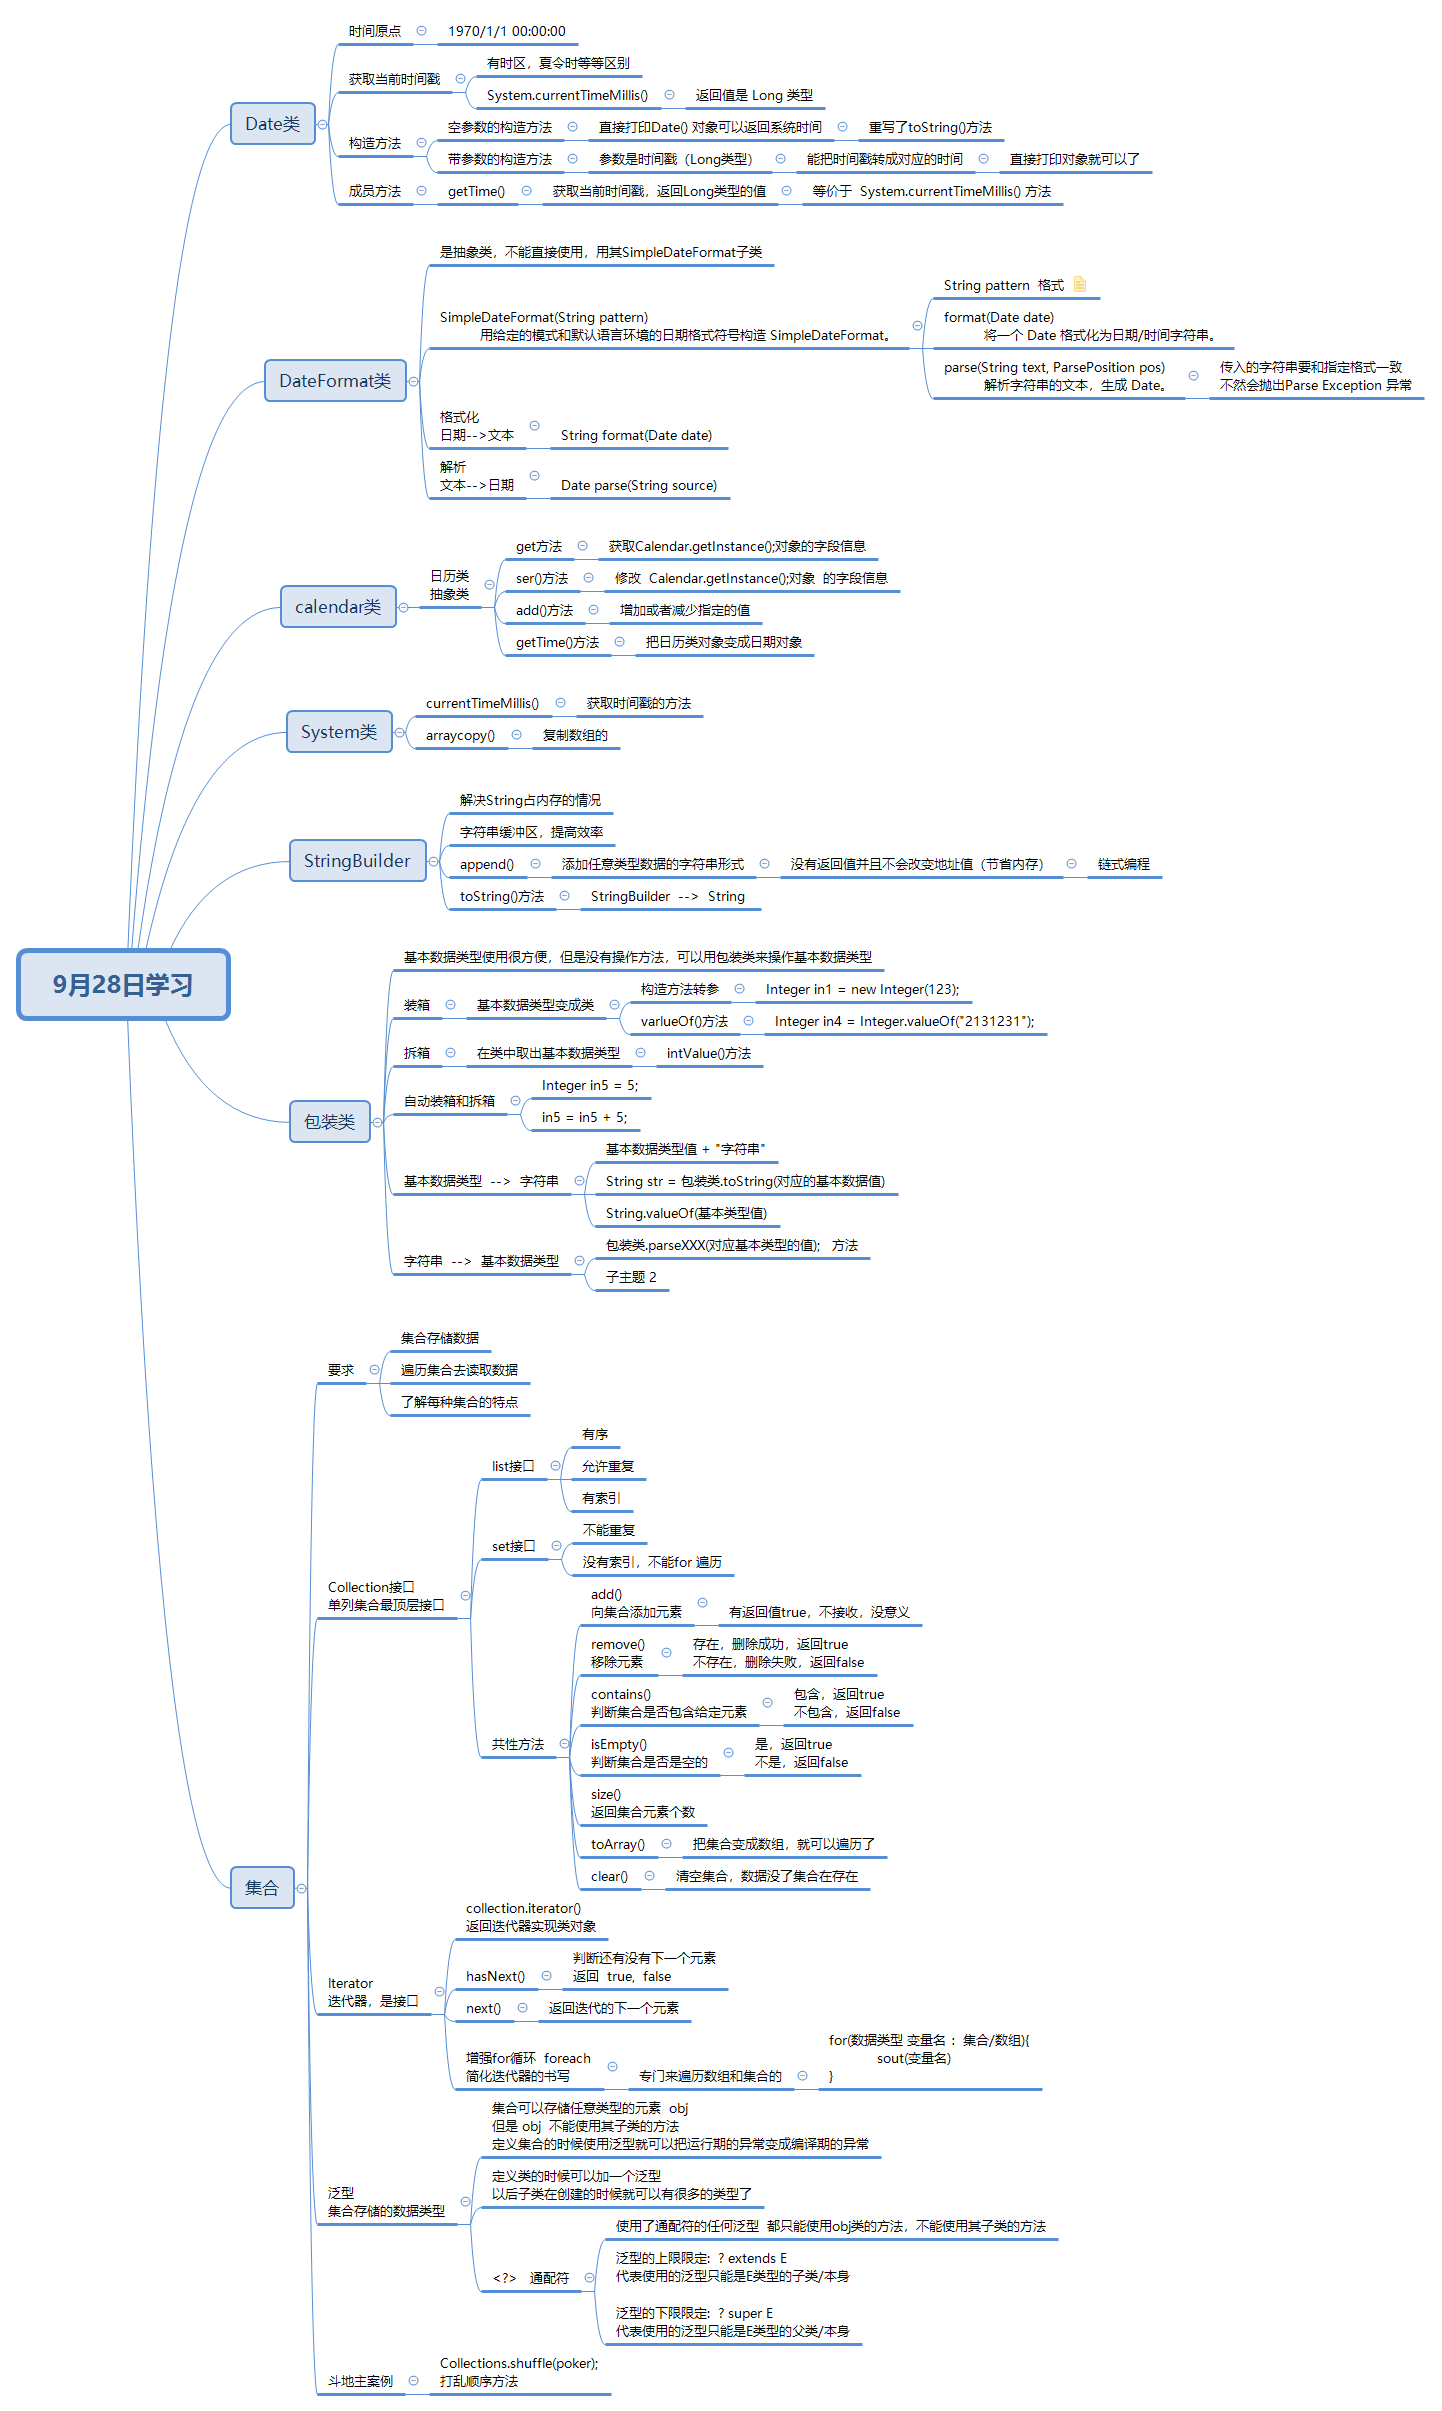 9月28日学习
Date类
时间原点
1970/1/1 00:00:00
获取当前时间戳
有时区，夏令时等等区别
System.currentTimeMillis()
返回值是 Long 类型
构造方法
空参数的构造方法
直接打印Date() 对象可以返回系统时间
重写了toString()方法
带参数的构造方法
参数是时间戳（Long类型）
能把时间戳转成对应的时间
直接打印对象就可以了
成员方法
getTime()
获取当前时间戳，返回Long类型的值
等价于 System.currentTimeMillis() 方法
DateFormat类
是抽象类，不能直接使用，用其SimpleDateFormat子类
SimpleDateFormat(String pattern)
用给定的模式和默认语言环境的日期格式符号构造 SimpleDateFormat。
String pattern 格式
format(Date date)
将一个 Date 格式化为日期/时间字符串。
parse(String text, ParsePosition pos)
解析字符串的文本，生成 Date。
传入的字符串要和指定格式一致
不然会抛出Parse Exception 异常
格式化
日期-->文本
String format(Date date)
解析
文本-->日期
Date parse(String source)
calendar类
日历类
抽象类
get方法
获取Calendar.getInstance();对象的字段信息
ser()方法
修改 Calendar.getInstance();对象 的字段信息
add()方法
增加或者减少指定的值
getTime()方法
把日历类对象变成日期对象
System类
currentTimeMillis()
获取时间戳的方法
arraycopy()
复制数组的
StringBuilder
解决String占内存的情况
字符串缓冲区，提高效率
append()
添加任意类型数据的字符串形式
没有返回值并且不会改变地址值（节省内存）
链式编程
toString()方法
StringBuilder --> String
包装类
基本数据类型使用很方便，但是没有操作方法，可以用包装类来操作基本数据类型
装箱
基本数据类型变成类
构造方法转参
Integer in1 = new Integer(123);
varlueOf()方法
Integer in4 = Integer.valueOf("2131231");
拆箱
在类中取出基本数据类型
intValue()方法
自动装箱和拆箱
Integer in5 = 5;
in5 = in5 + 5;
基本数据类型 --> 字符串
基本数据类型值 + "字符串"
String str = 包装类.toString(对应的基本数据值)
String.valueOf(基本类型值)
字符串 --> 基本数据类型
包装类.parseXXX(对应基本类型的值); 方法
子主题 2
集合
要求
集合存储数据
遍历集合去读取数据
了解每种集合的特点
Collection接口
单列集合最顶层接口
list接口
有序
允许重复
有索引
set接口
不能重复
没有索引，不能for 遍历
共性方法
add()
向集合添加元素
有返回值true，不接收，没意义
remove()
移除元素
存在，删除成功，返回true
不存在，删除失败，返回false
contains()
判断集合是否包含给定元素
包含，返回true
不包含，返回false
isEmpty()
判断集合是否是空的
是，返回true
不是，返回false
size()
返回集合元素个数
toArray()
把集合变成数组，就可以遍历了
clear()
清空集合，数据没了集合在存在
Iterator
迭代器，是接口
collection.iterator()
返回迭代器实现类对象
hasNext()
判断还有没有下一个元素
返回 true, false
next()
返回迭代的下一个元素
增强for循环 foreach
简化迭代器的书写
专门来遍历数组和集合的
for(数据类型 变量名 ：集合/数组){
sout(变量名)
}
泛型
集合存储的数据类型
集合可以存储任意类型的元素 obj
但是 obj 不能使用其子类的方法
定义集合的时候使用泛型就可以把运行期的异常变成编译期的异常
定义类的时候可以加一个泛型
以后子类在创建的时候就可以有很多的类型了
<?> 通配符
使用了通配符的任何泛型 都只能使用obj类的方法，不能使用其子类的方法
泛型的上限限定：? extends E
代表使用的泛型只能是E类型的子类/本身
泛型的下限限定：? super E
代表使用的泛型只能是E类型的父类/本身
斗地主案例
Collections.shuffle(poker);
打乱顺序方法